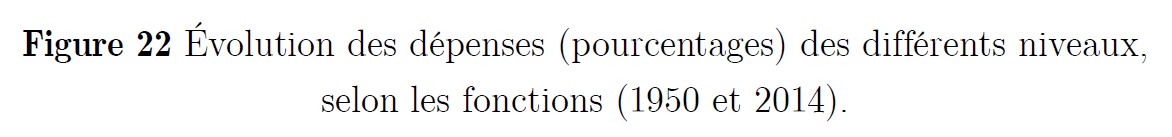 Figure 22 Évolution des dépenses (pourcentages) des différents niveaux,
selon les fonctions (1950 et 2014).